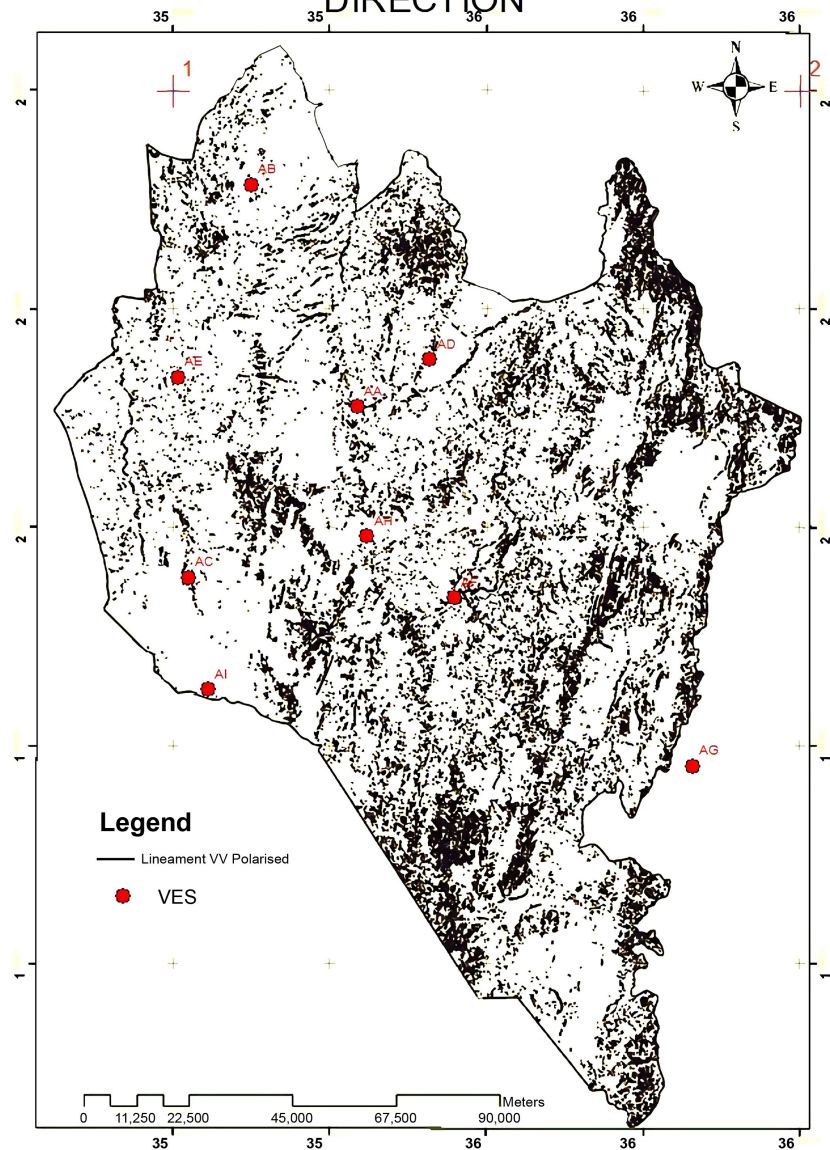 DIRECTION
35 35 36 36 36
1 2
N
W E
S
2 2
AB
2 2
AD
AE
AA
2 2
AH
AC
AI
1 1
AG
Legend
Lineament VV Polarised
VES
1 1
Meters
0 11,250 22,500 45,000 67,500 90,000
35 35 36 36 36